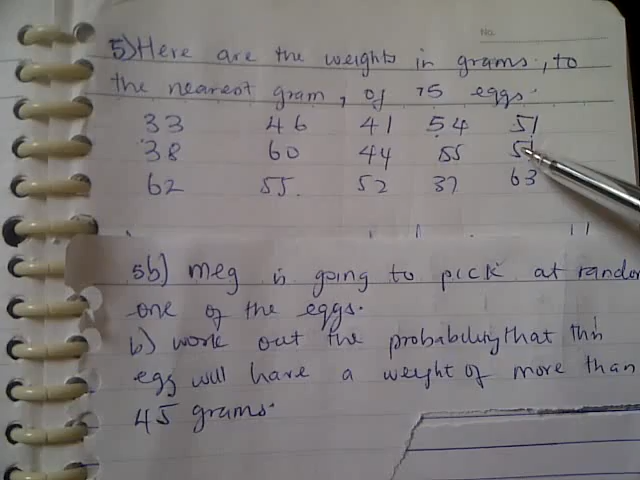 No.
5) Here are the weights in grams, to
the nearest gram, of 15 eggs.
33 46 41 54 51
38 60 44 55
62 55. 52 37 63
5b) Meg is going to pick at random
one of the eggs.
b) work out the probability that this
egg will have a weight of more than
45 grams.